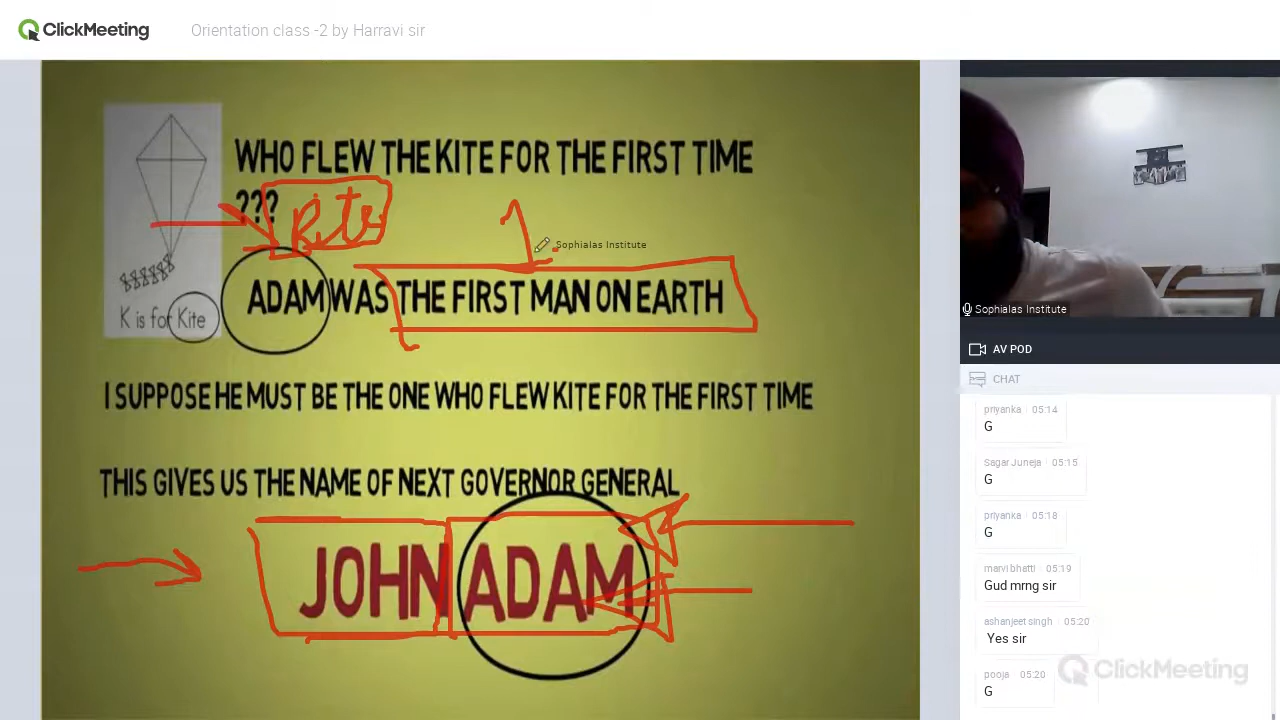 ClickMeeting
Orientation class -2 by Harravi sir
WHO FLEW THE KITE FOR THE FIRST TIME
???
Kite
1
Sophialas Institute
ADAM WAS THE FIRST MAN ON EARTH
K is for Kite
I SUPPOSE HE MUST BE THE ONE WHO FLEW KITE FOR THE FIRST TIME
THIS GIVES US THE NAME OF NEXT GOVERNOR GENERAL
JOHN ADAM
Sophialas Institute
AV POD
CHAT
priyanka 05:14
G
Sagar Juneja 05:15
G
priyanka 05:18
G
marvi bhatti 05:19
Gud mrng sir
ashanjeet singh 05:20
Yes sir
pooja 05:20
G
ClickMeeting